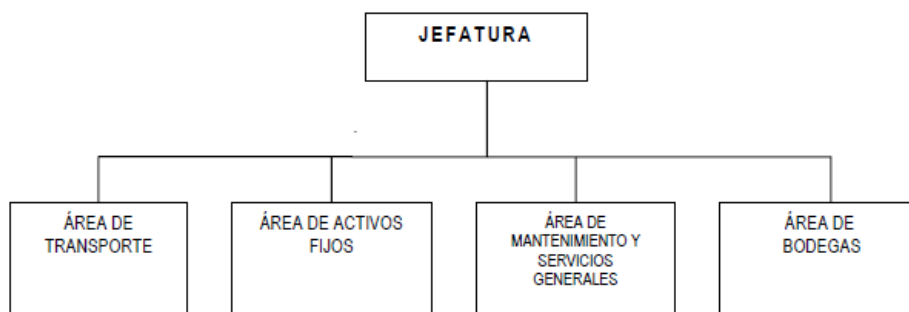 JEFATURA
ÁREA DE
TRANSPORTE
ÁREA DE ACTIVOS
FIJOS
ÁREA DE
MANTENIMIENTO Y
SERVICIOS
GENERALES
ÁREA DE
BODEGAS